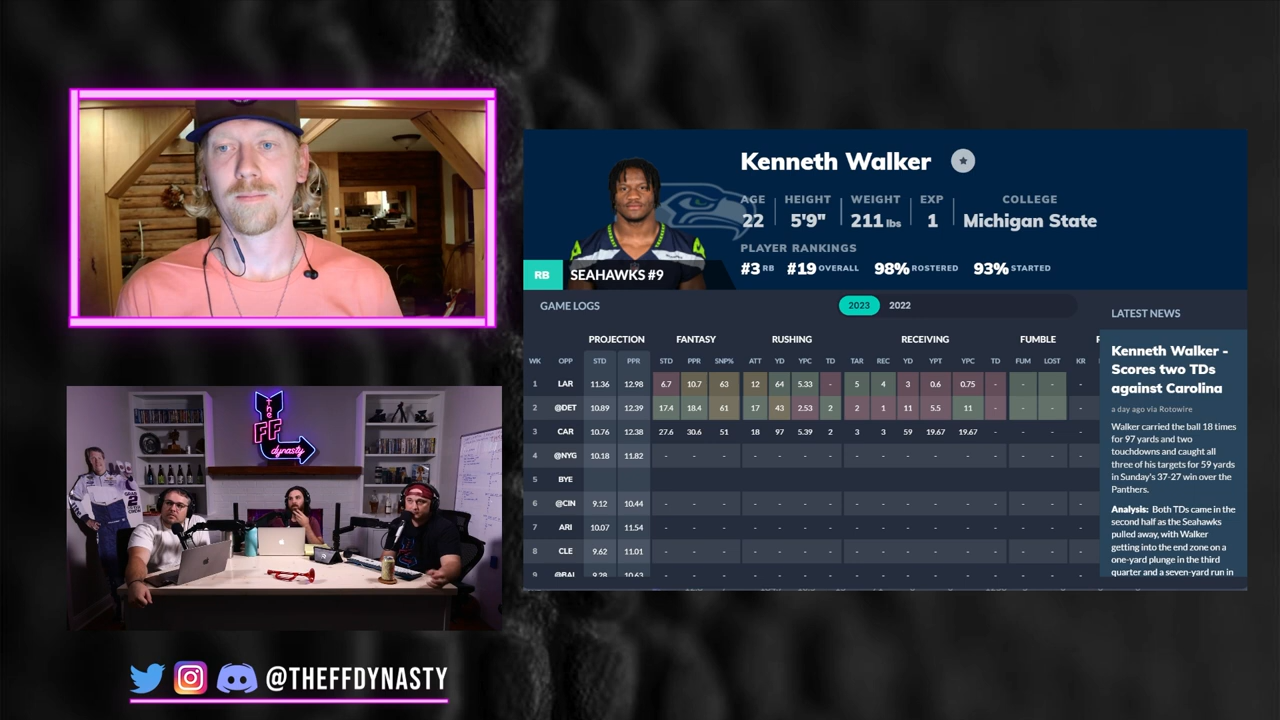 Kenneth Walker
AGE HEIGHT WEIGHT EXP COLLEGE
22 5'9" 211 lbs 1 Michigan State
PLAYER RANKINGS
#3 RB #19 OVERALL 98% ROSTERED 93% STARTED
RB SEAHAWKS #9
GAME LOGS 2023 2022
PROJECTION FANTASY RUSHING RECEIVING FUMBLE
WK OPP STD PPR STD PPR SNP% ATT YD YPC TD TAR REC YD YPT YPC TD FUM LOST KR
1 LAR 11.36 12.98 6.7 10.7 63 12 64 5.33 - 5 4 3 0.6 0.75 - - - -
2 @DET 10.89 12.39 17.4 18.4 61 17 43 2.53 2 2 1 11 5.5 11 - - - -
3 CAR 10.76 12.38 27.6 30.6 51 18 97 5.39 2 3 3 59 19.67 19.67 - - - -
4 @NYG 10.18 11.82 - - - - - - - - - - - - - - - -
5 BYE
6 @CIN 9.12 10.44 - - - - - - - - - - - - - - - -
7 ARI 10.07 11.54 - - - - - - - - - - - - - - - -
8 CLE 9.62 11.01 - - - - - - - - - - - - - - - -
9 @BAL 9.28 10.63 - - - - - - - - - - - - - - - -
LATEST NEWS
Kenneth Walker -
Scores two TDs
against Carolina
a day ago via Rotowire
Walker carried the ball 18 times
for 97 yards and two
touchdowns and caught all
three of his targets for 59 yards
in Sunday's 37-27 win over the
Panthers.
Analysis: Both TDs came in the
second half as the Seahawks
pulled away, with Walker
getting into the end zone on a
one-yard plunge in the third
quarter and a seven-yard run in
The
FF
dynasty
@THEFFDYNASTY